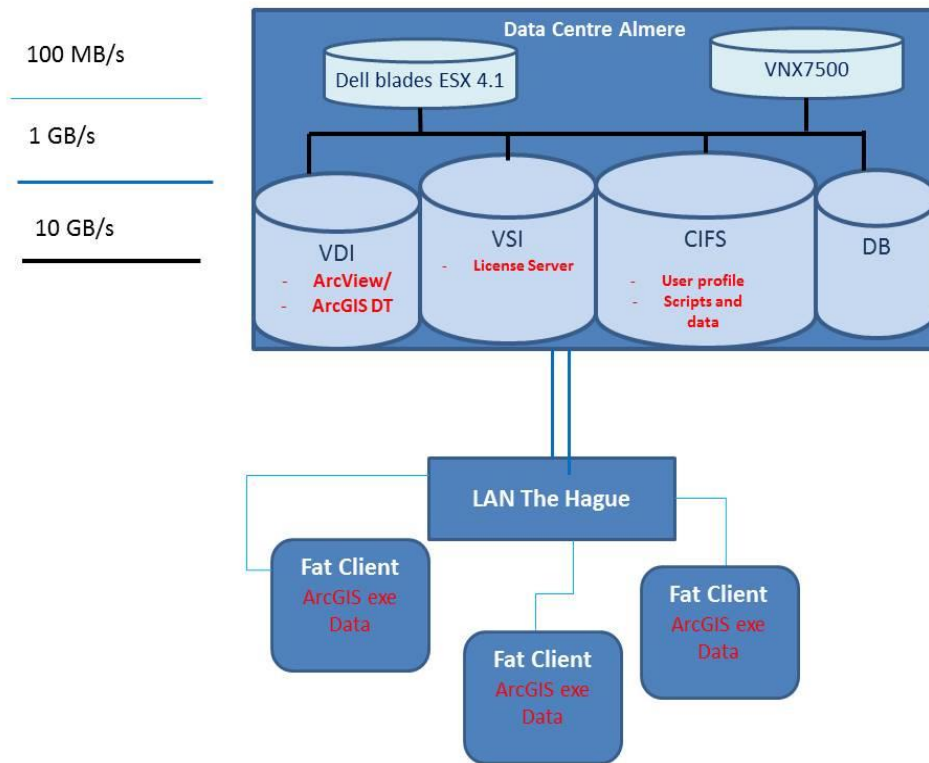 100 MB/s
1 GB/s
10 GB/s
Data Centre Almere
Dell blades ESX 4.1
VNX7500
VDI
- ArcView/
- ArcGIS DT
VSI
- License Server
CIFS
- User profile
- Scripts and
data
DB
LAN The Hague
Fat Client
ArcGIS exe
Data
Fat Client
ArcGIS exe
Data
Fat Client
ArcGIS exe
Data